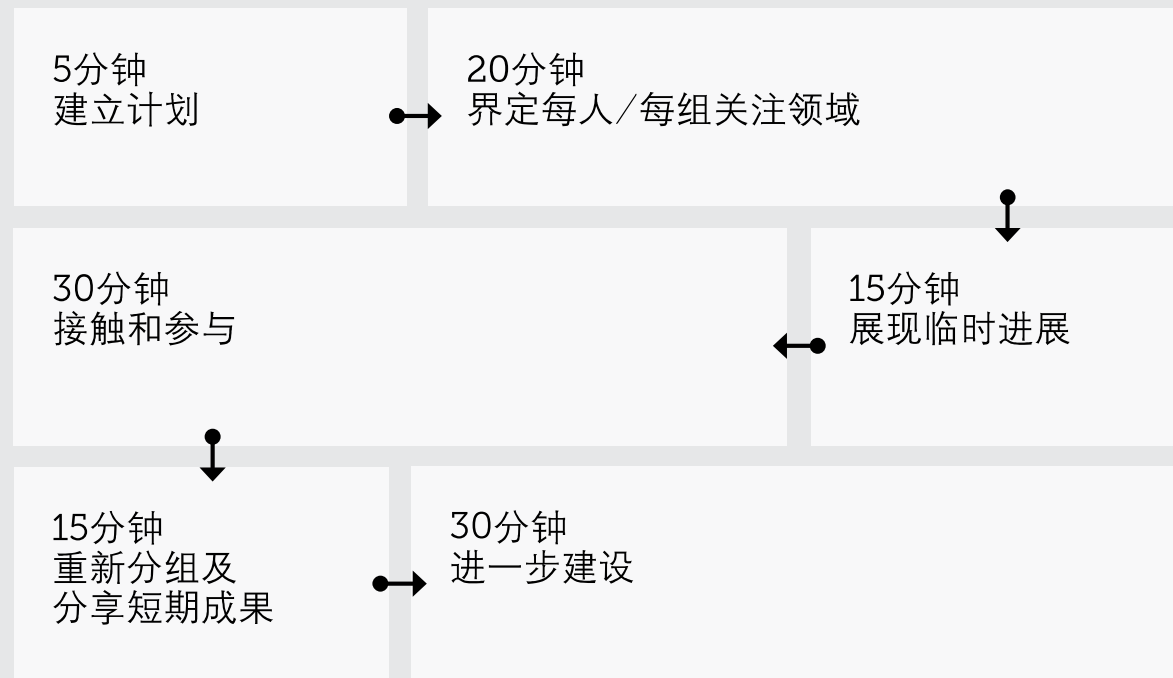 5分钟
建立计划
20分钟
界定每人/每组关注领域
15分钟
展现临时进展
30分钟
接触和参与
15分钟
重新分组及
分享短期成果
30分钟
进一步建设